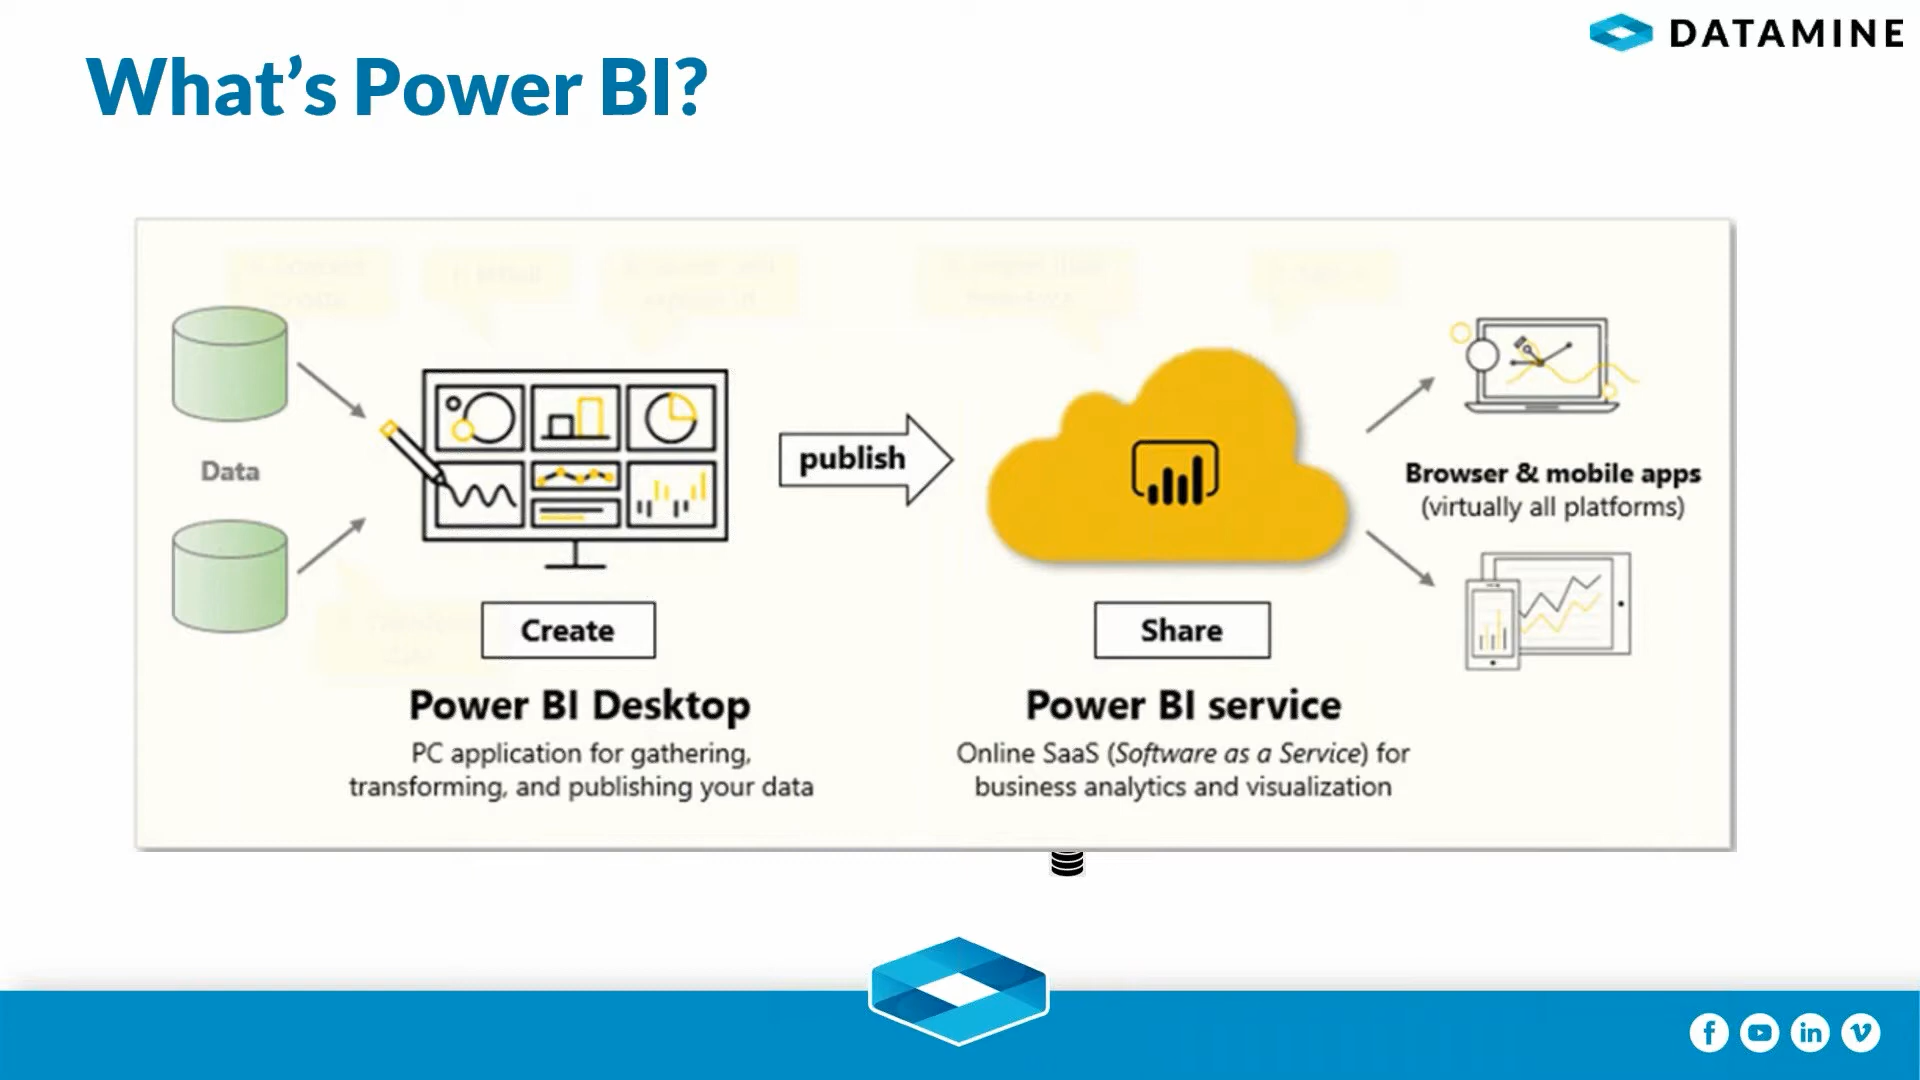 DATAMINE
What's Power BI?
Data
publish
Browser & mobile apps
(virtually all platforms)
Create
Share
Power BI Desktop
PC application for gathering,
transforming, and publishing your data
Power BI service
Online SaaS (Software as a Service) for
business analytics and visualization